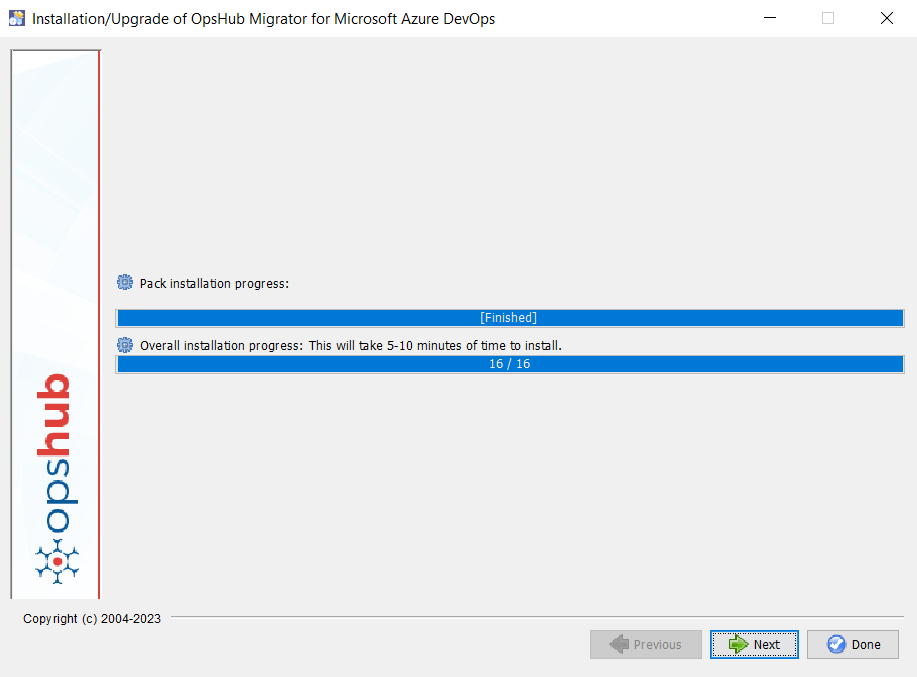 Installation/Upgrade of OpsHub Migrator for Microsoft Azure DevOps
Pack installation progress:
[Finished]
Overall installation progress: This will take 5-10 minutes of time to install.
16 / 16
opshub
Copyright (c) 2004-2023
Previous
Next
Done